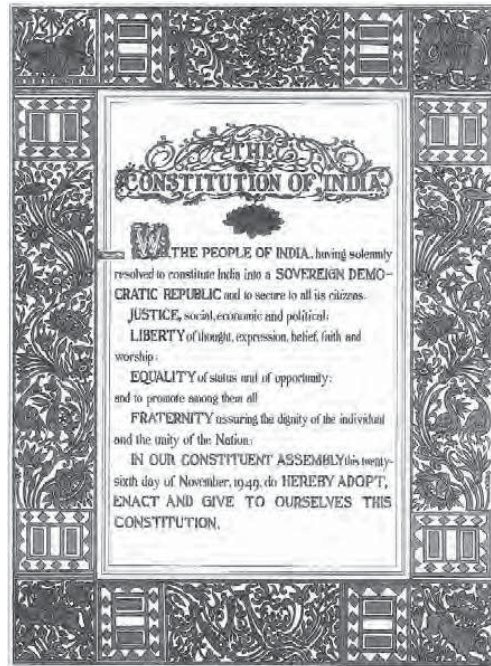 THE
CONSTITUTION OF INDIA
WE, THE PEOPLE OF INDIA, having solemnly
resolved to constitute India into a SOVEREIGN DEMO-
CRATIC REPUBLIC and to secure to all its citizens:
JUSTICE, social, economic and political;
LIBERTY of thought, expression, belief, faith and
worship;
EQUALITY of status and of opportunity;
and to promote among them all
FRATERNITY assuring the dignity of the individual
and the unity of the Nation;
IN OUR CONSTITUENT ASSEMBLY this twenty-
sixth day of November, 1949, do HEREBY ADOPT,
ENACT AND GIVE TO OURSELVES THIS
CONSTITUTION.